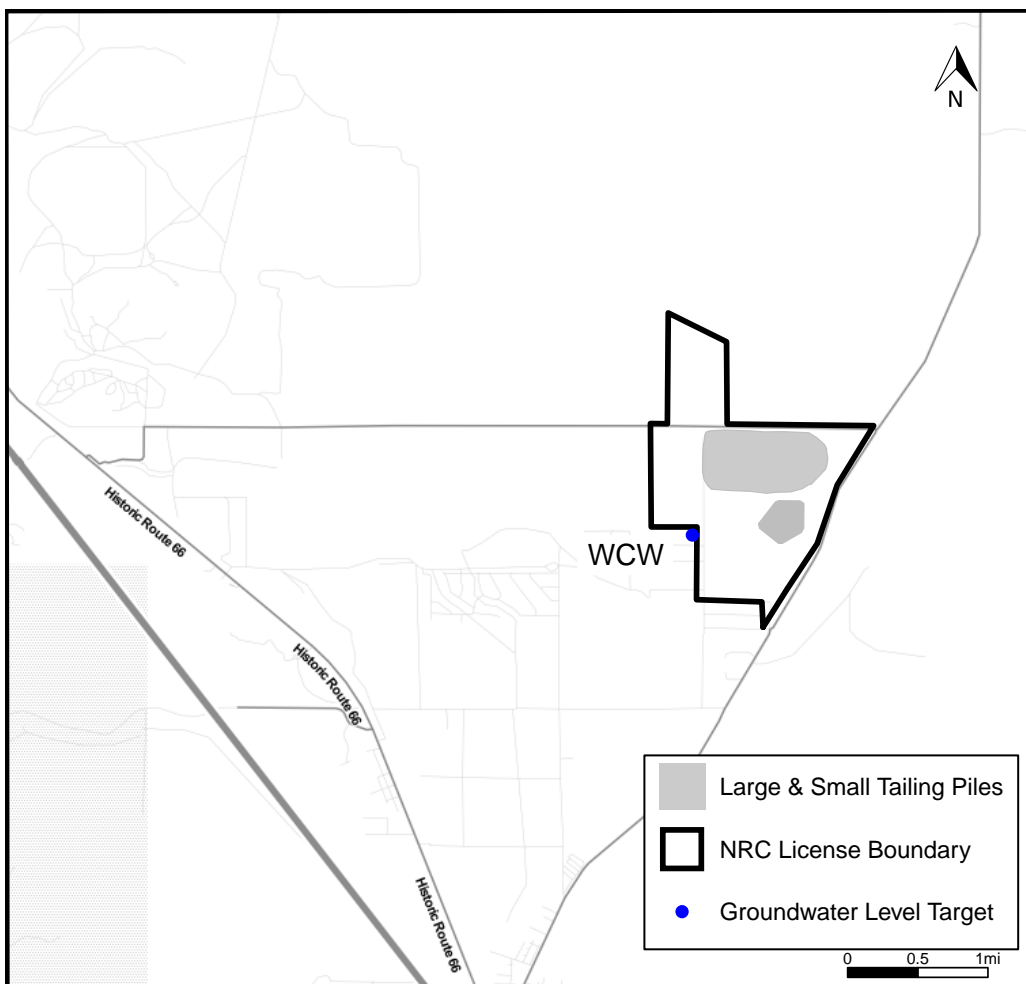 N
Historic Route 66
WCW
Historic Route 66
Historic Route 66
Large & Small Tailing Piles
NRC License Boundary
Groundwater Level Target
0 0.5 1mi